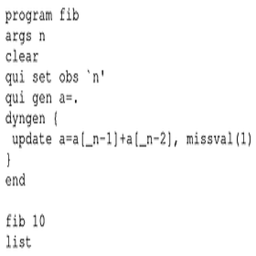 program fib
args n
clear
qui set obs `n'
qui gen a=.
dyngen {
 update a=a[_n-1]+a[_n-2], missval(1)
}
end

fib 10
list